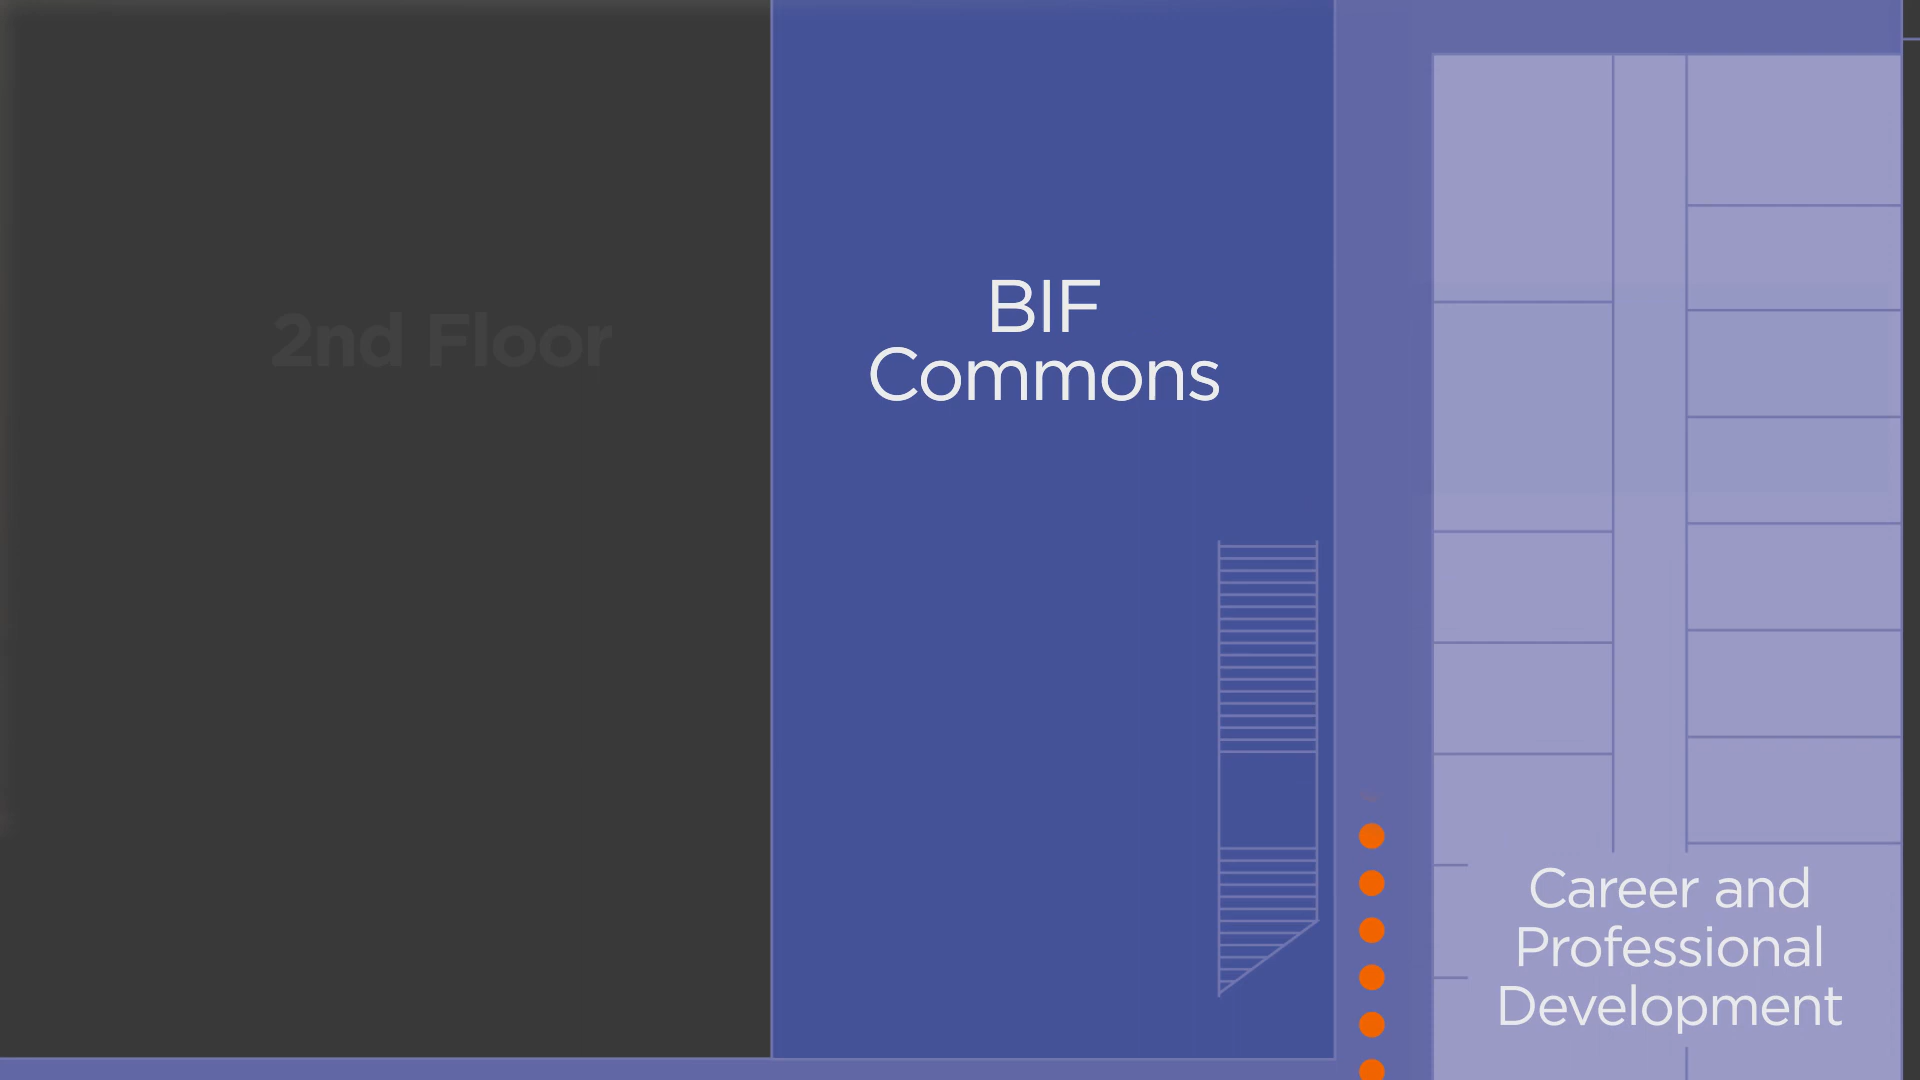 2nd Floor
BIF
Commons
Career and
Professional
Development